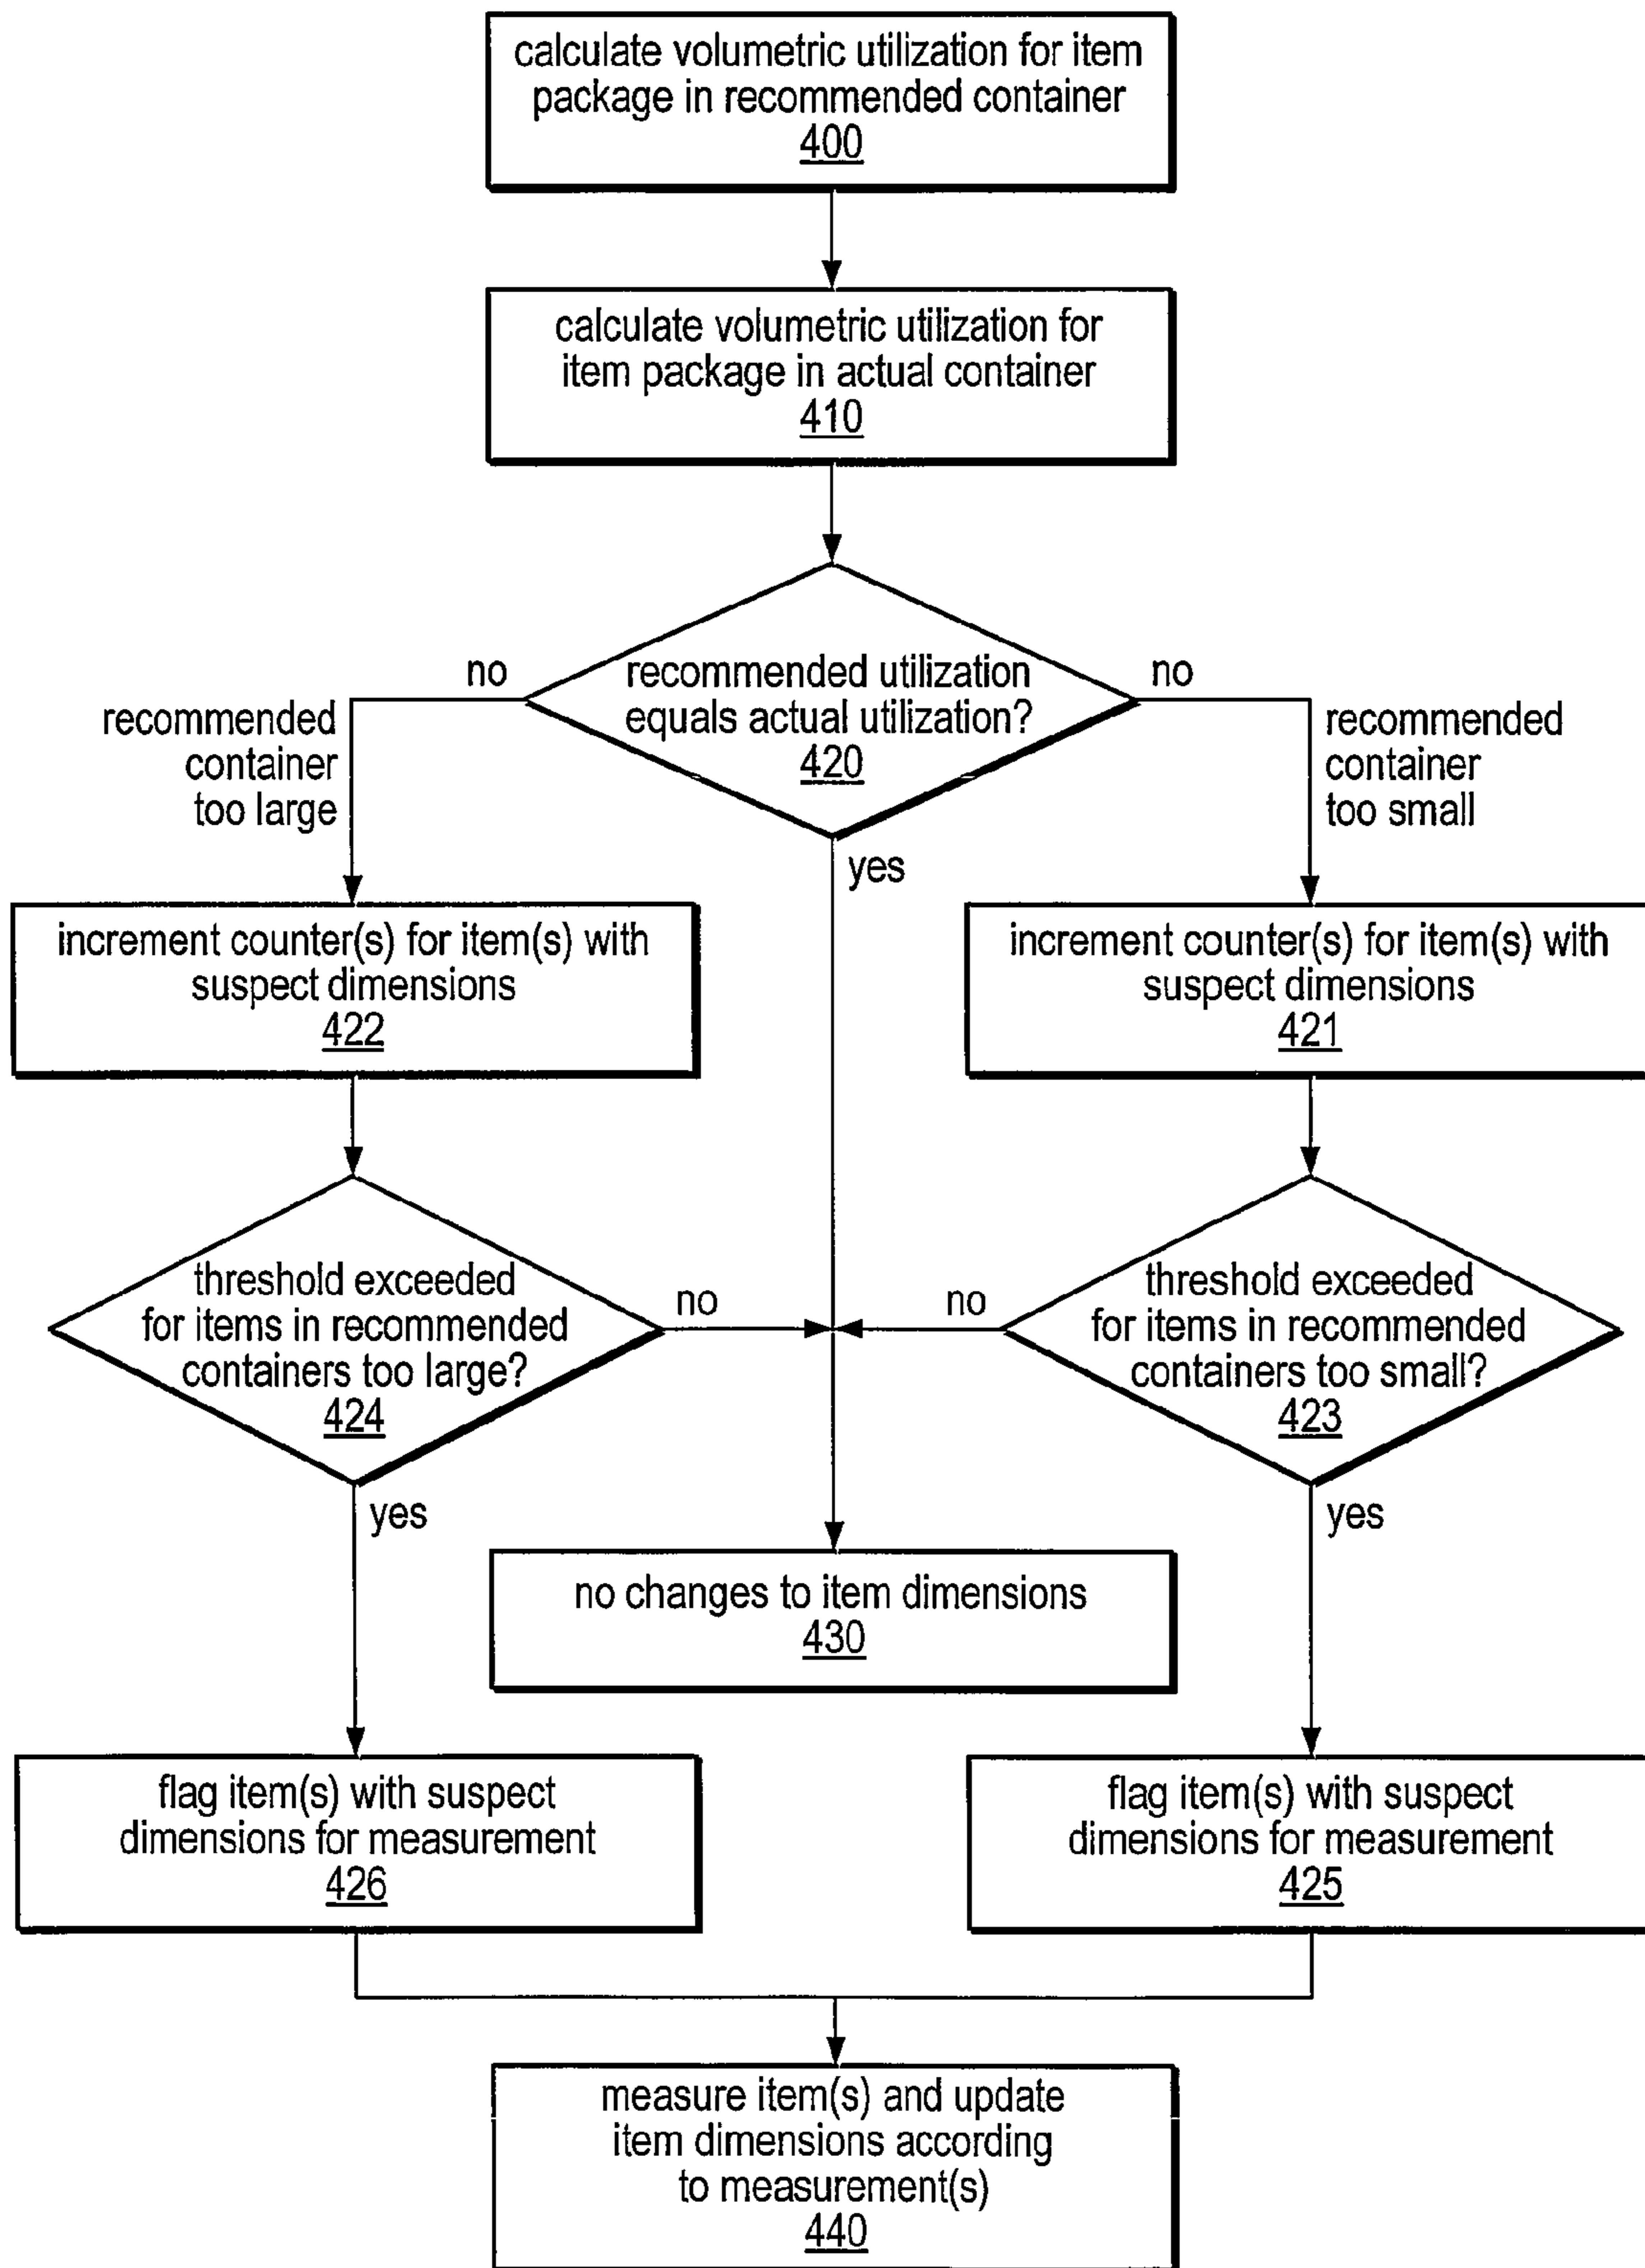 calculate volumetric utilization for item
package in recommended container
400
calculate volumetric utilization for
item package in actual container
410
no
recommended utilization
equals actual utilization?
420
no
recommended
container
too large
recommended
container
too small
yes
increment counter(s) for item(s) with
suspect dimensions
422
increment counter(s) for item(s) with
suspect dimensions
421
threshold exceeded
for items in recommended
containers too large?
424
no
no
threshold exceeded
for items in recommended
containers too small?
423
yes
yes
no changes to item dimensions
430
flag item(s) with suspect
dimensions for measurement
426
flag item(s) with suspect
dimensions for measurement
425
measure item(s) and update
item dimensions according
to measurement(s)
440